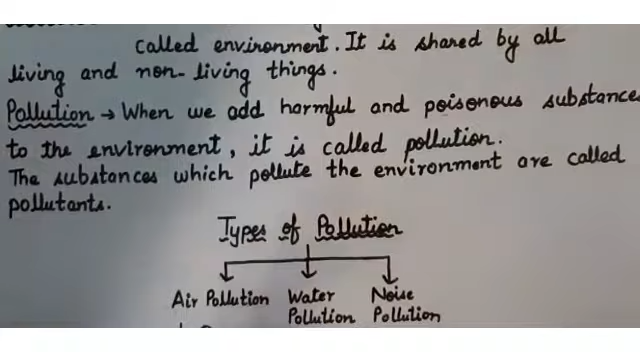 called environment. It is shared by all
living and non-living things.
Pollution → When we add harmful and poisonous substances
to the environment, it is called pollution.
The substances which pollute the environment are called
pollutants.
Types of Pollution
Air Pollution Water Pollution Noise Pollution